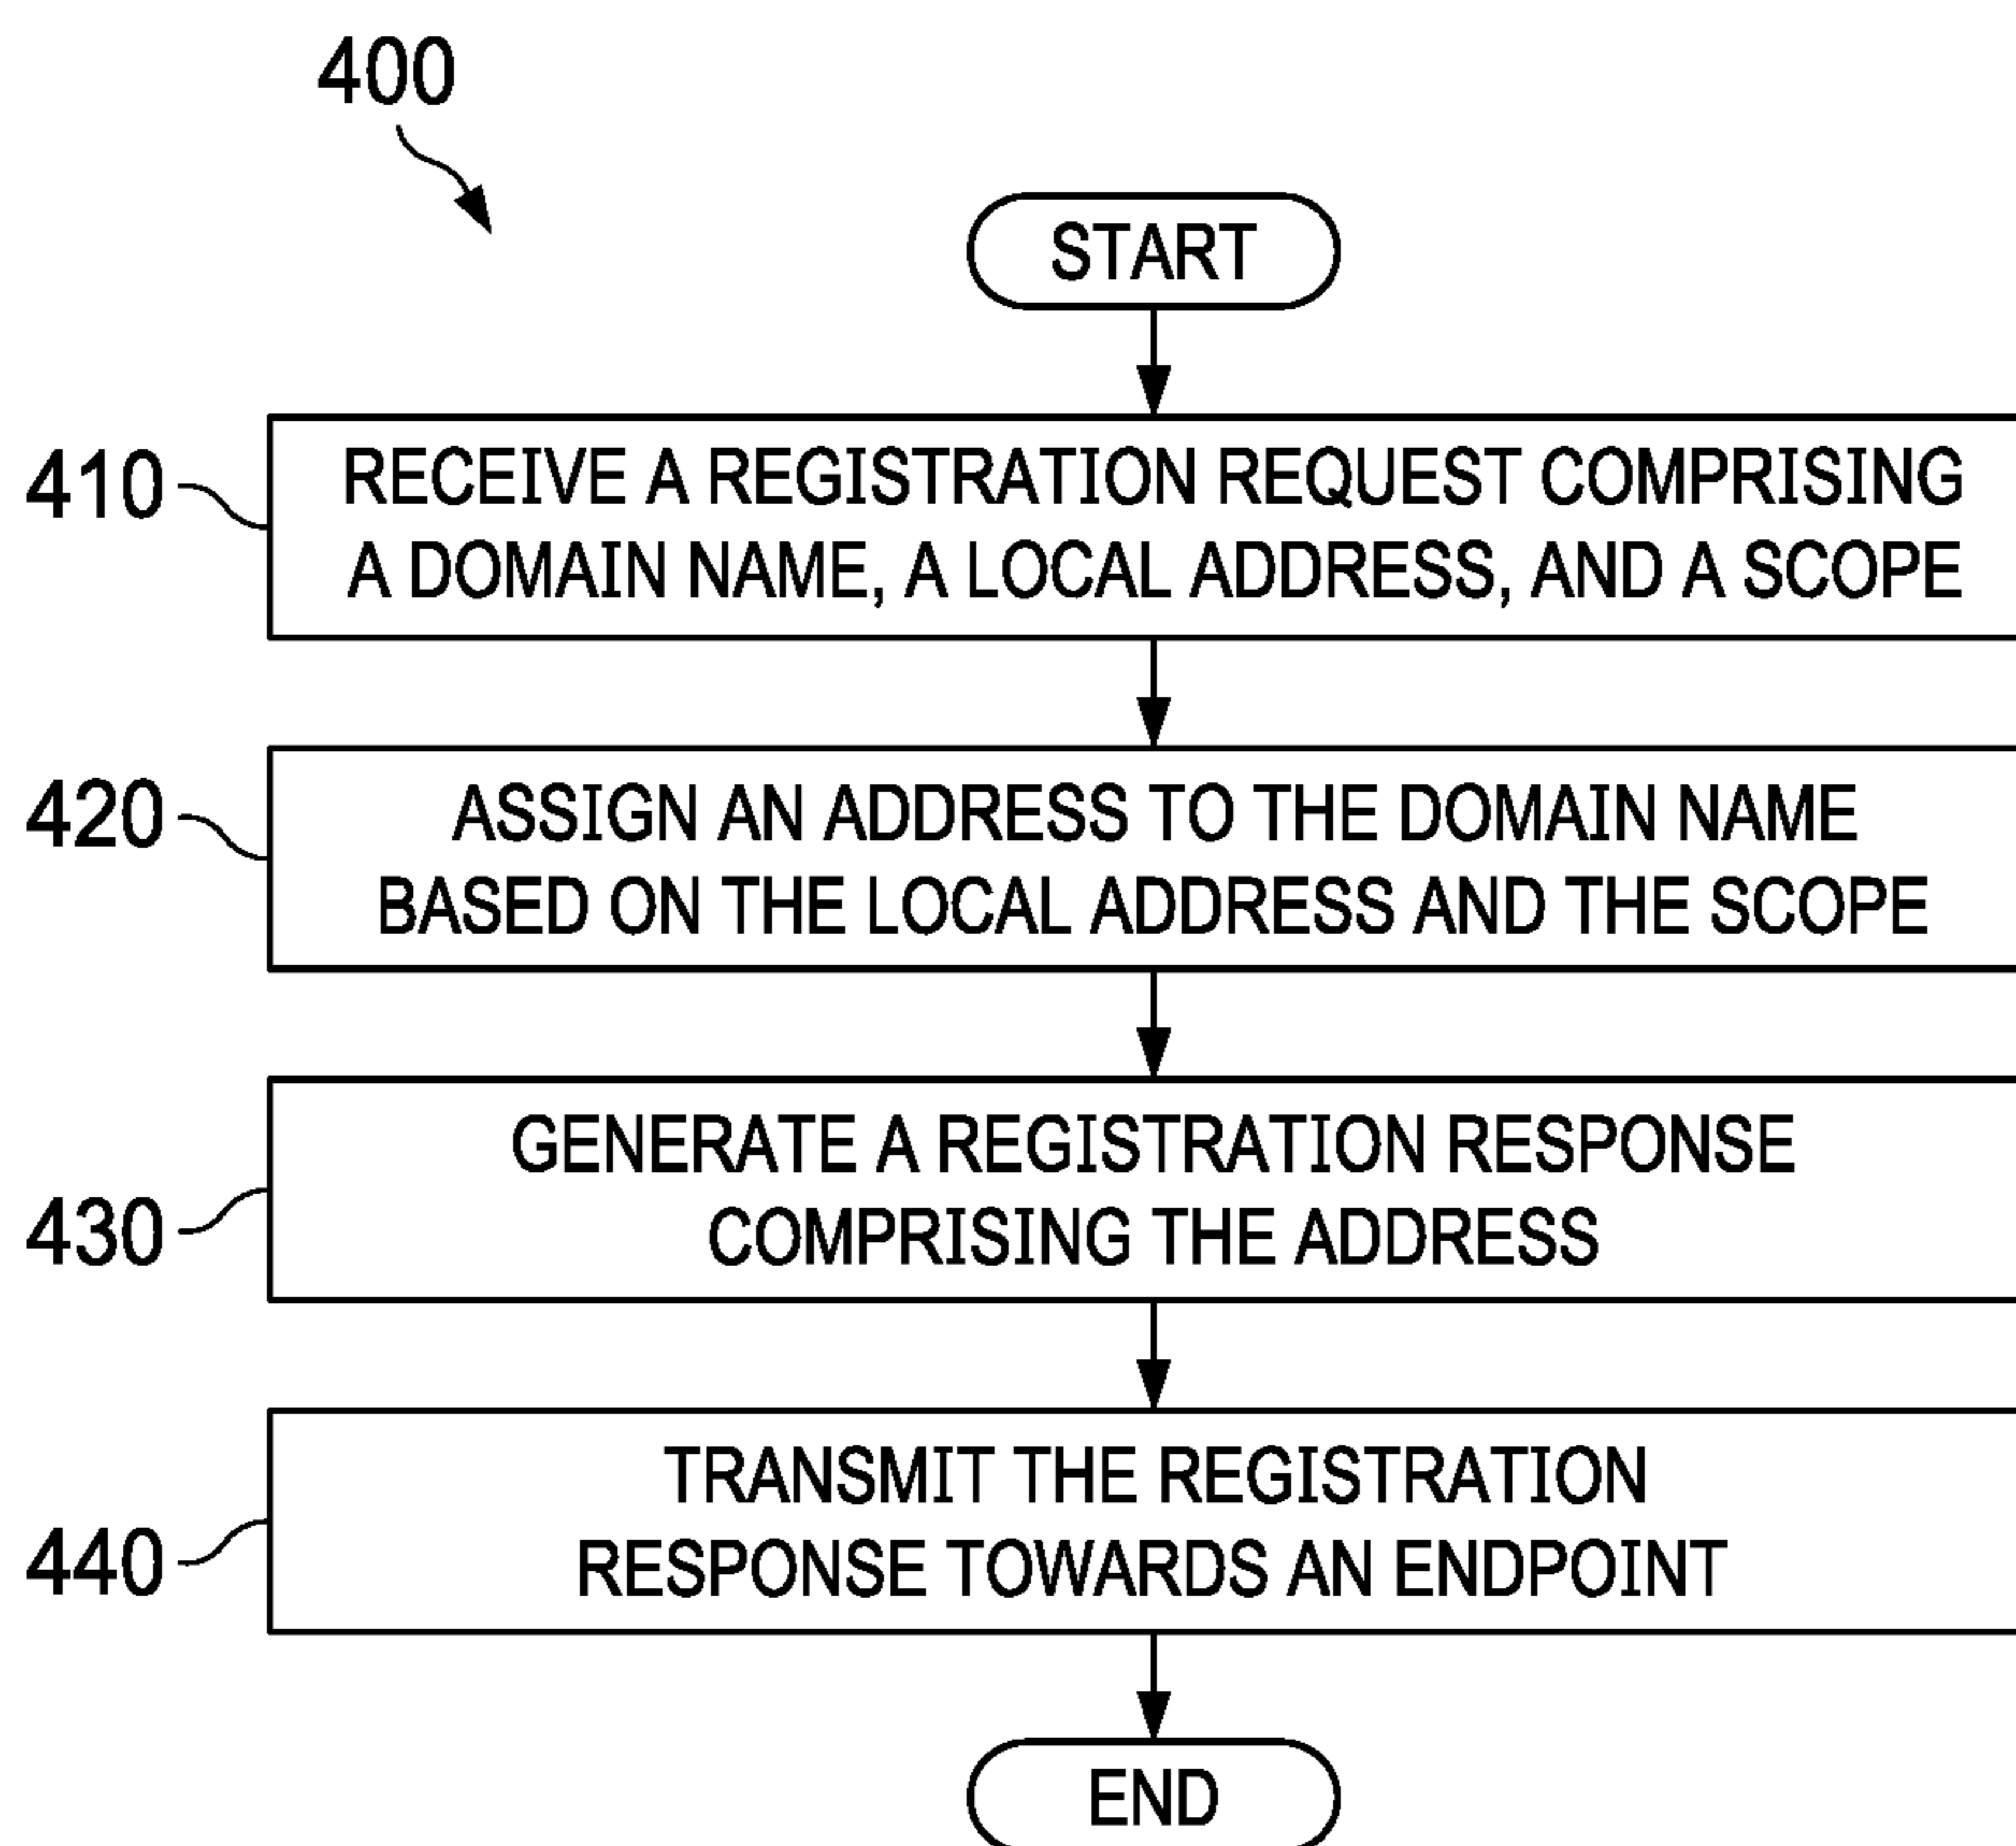 400
START
410
RECEIVE A REGISTRATION REQUEST COMPRISING
A DOMAIN NAME, A LOCAL ADDRESS, AND A SCOPE
420
ASSIGN AN ADDRESS TO THE DOMAIN NAME
BASED ON THE LOCAL ADDRESS AND THE SCOPE
430
GENERATE A REGISTRATION RESPONSE
COMPRISING THE ADDRESS
440
TRANSMIT THE REGISTRATION
RESPONSE TOWARDS AN ENDPOINT
END